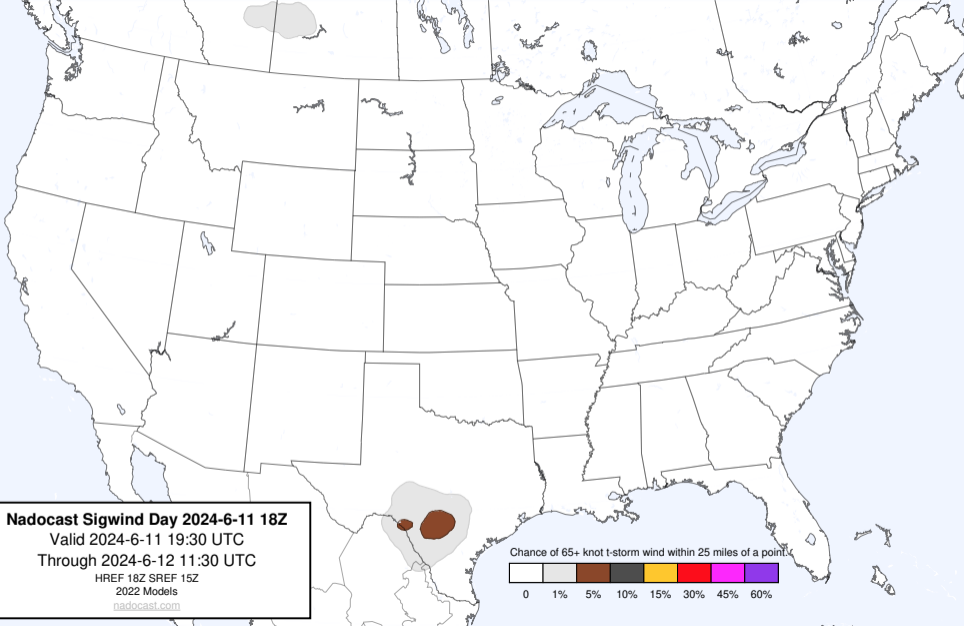 Nadocast Sigwind Day 2024-6-11 18Z
Valid 2024-6-11 19:30 UTC
Through 2024-6-12 11:30 UTC
HREF 18Z SREF 15Z
2022 Models
nadocast.com
Chance of 65+ knot t-storm wind within 25 miles of a point.
0 1% 5% 10% 15% 30% 45% 60%